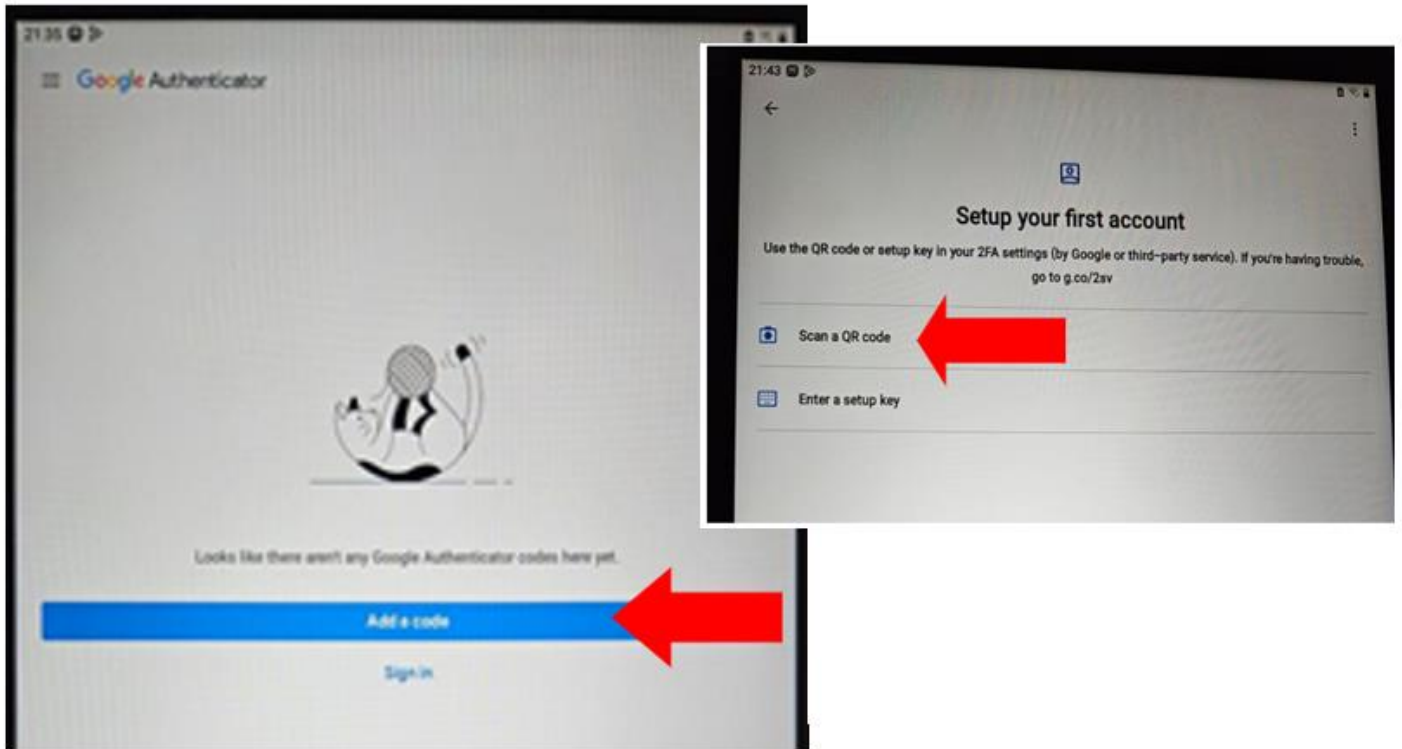 21:35
Google Authenticator
Looks like there aren't any Google Authenticator codes here yet.
Add a code
Sign in
21:43
Setup your first account
Use the QR code or setup key in your 2FA settings (by Google or third-party service). If you're having trouble,
go to g.co/2sv
Scan a QR code
Enter a setup key